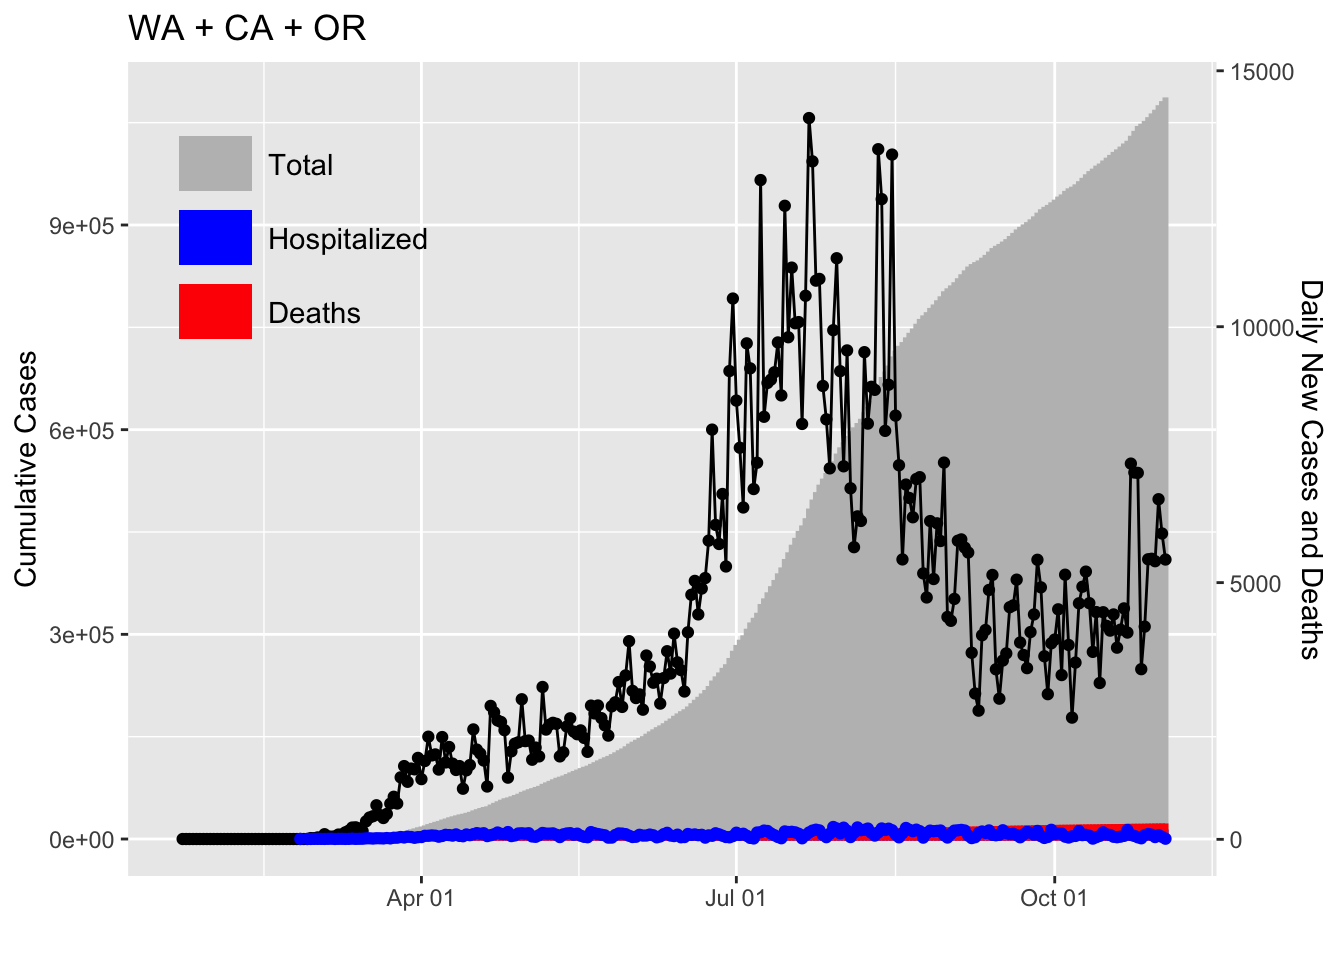 WA + CA + OR
Total
Hospitalized
Deaths
Cumulative Cases
9e+05
6e+05
3e+05
0e+00
15000
10000
5000
0
Daily New Cases and Deaths
Apr 01
Jul 01
Oct 01